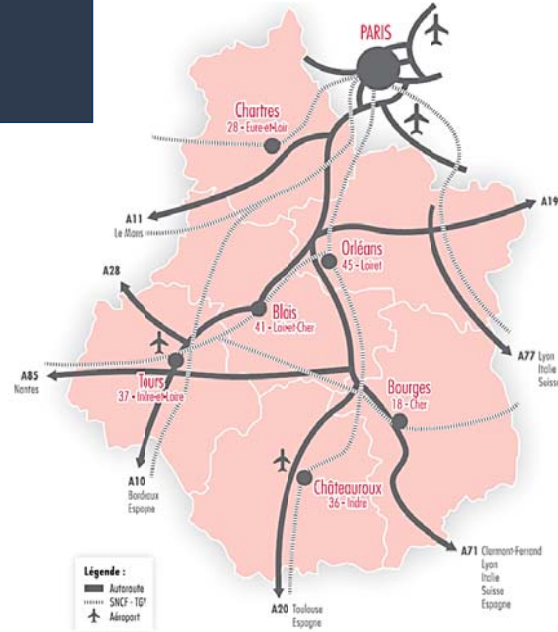 PARIS
Chartres
28 - Eure-et-Loir
A11
Le Mans
A19
Orléans
45 - Loiret
A28
Blois
41 - Loir-et-Cher
A77 Lyon
Italie
Suisse
A85
Nantes
Tours
37 - Indre-et-Loire
Bourges
18 - Cher
A10
Bordeaux
Espagne
Châteauroux
36 - Indre
A71 Clermont-Ferrand
Lyon
Italie
Suisse
Espagne
Légende :
Autoroute
SNCF - TGV
Aéroport
A20 Toulouse
Espagne